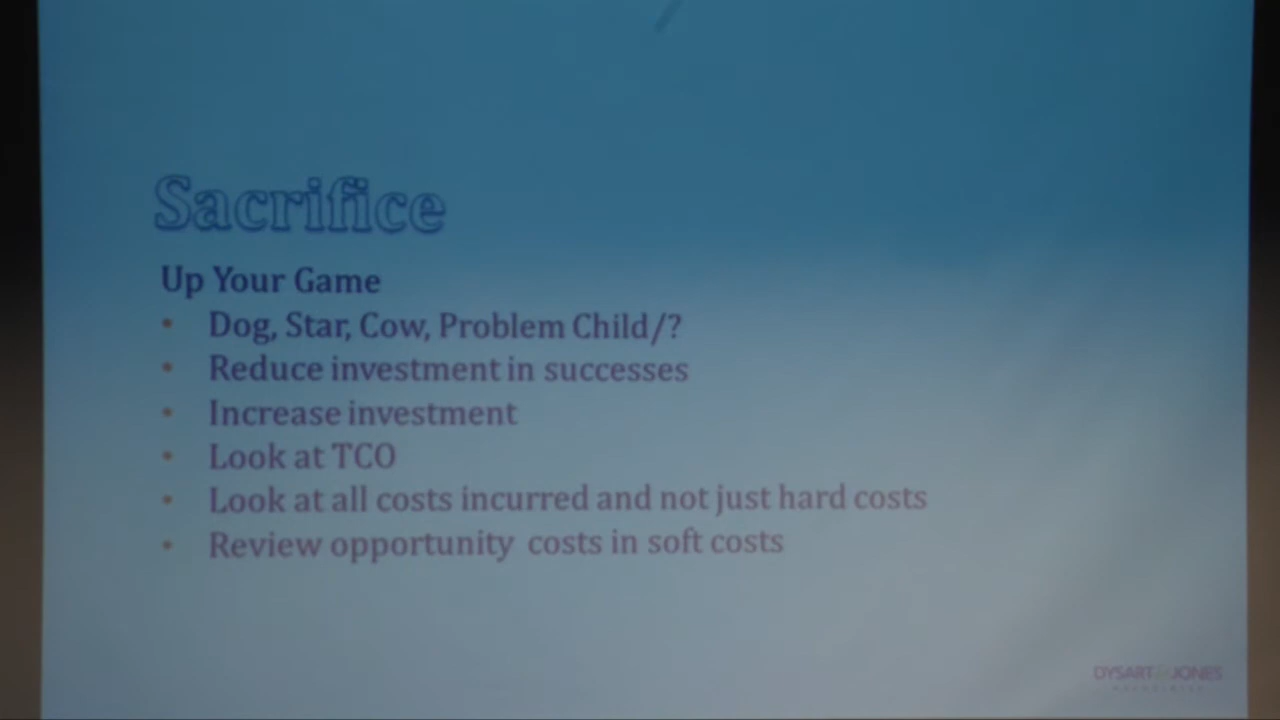 Sacrifice
Up Your Game
• Dog, Star, Cow, Problem Child/?
• Reduce investment in successes
• Increase investment
• Look at TCO
• Look at all costs incurred and not just hard costs
• Review opportunity costs in soft costs
DYSART & JONES